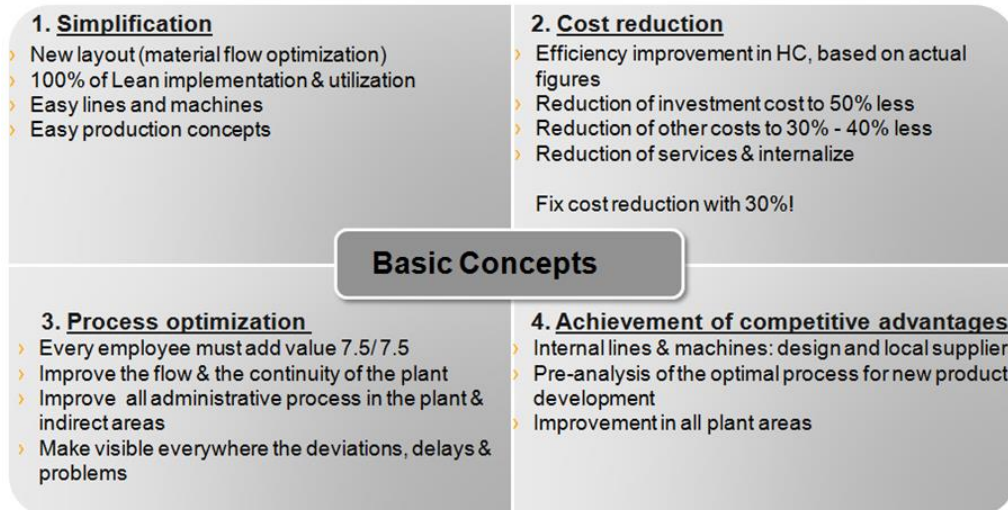 1. Simplification
› New layout (material flow optimization)
› 100% of Lean implementation & utilization
› Easy lines and machines
› Easy production concepts
2. Cost reduction
› Efficiency improvement in HC, based on actual
figures
› Reduction of investment cost to 50% less
› Reduction of other costs to 30% - 40% less
› Reduction of services & internalize
Fix cost reduction with 30%!
Basic Concepts
3. Process optimization
› Every employee must add value 7.5/ 7.5
› Improve the flow & the continuity of the plant
› Improve all administrative process in the plant &
indirect areas
› Make visible everywhere the deviations, delays &
problems
4. Achievement of competitive advantages
› Internal lines & machines: design and local supplier
› Pre-analysis of the optimal process for new product
development
› Improvement in all plant areas